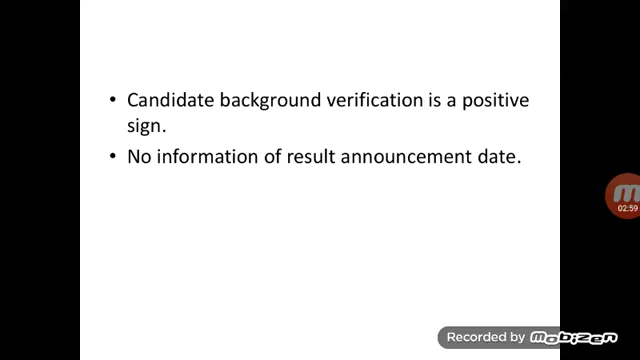 • Candidate background verification is a positive
sign.
• No information of result announcement date.
02:59
Recorded by mobizen